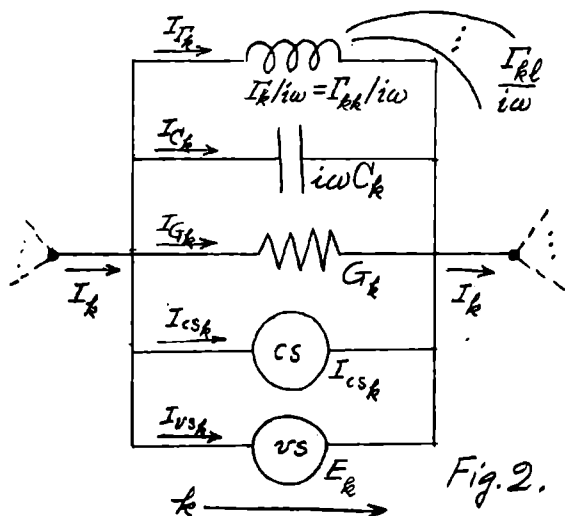 I_Γk
Γ_k/iω = Γ_kk/iω
⋮
Γ_kl/iω
I_Ck
iωC_k
I_Gk
G_k
I_k
I_k
I_csk
cs
I_csk
I_vsk
vs
E_k
k
Fig. 2.